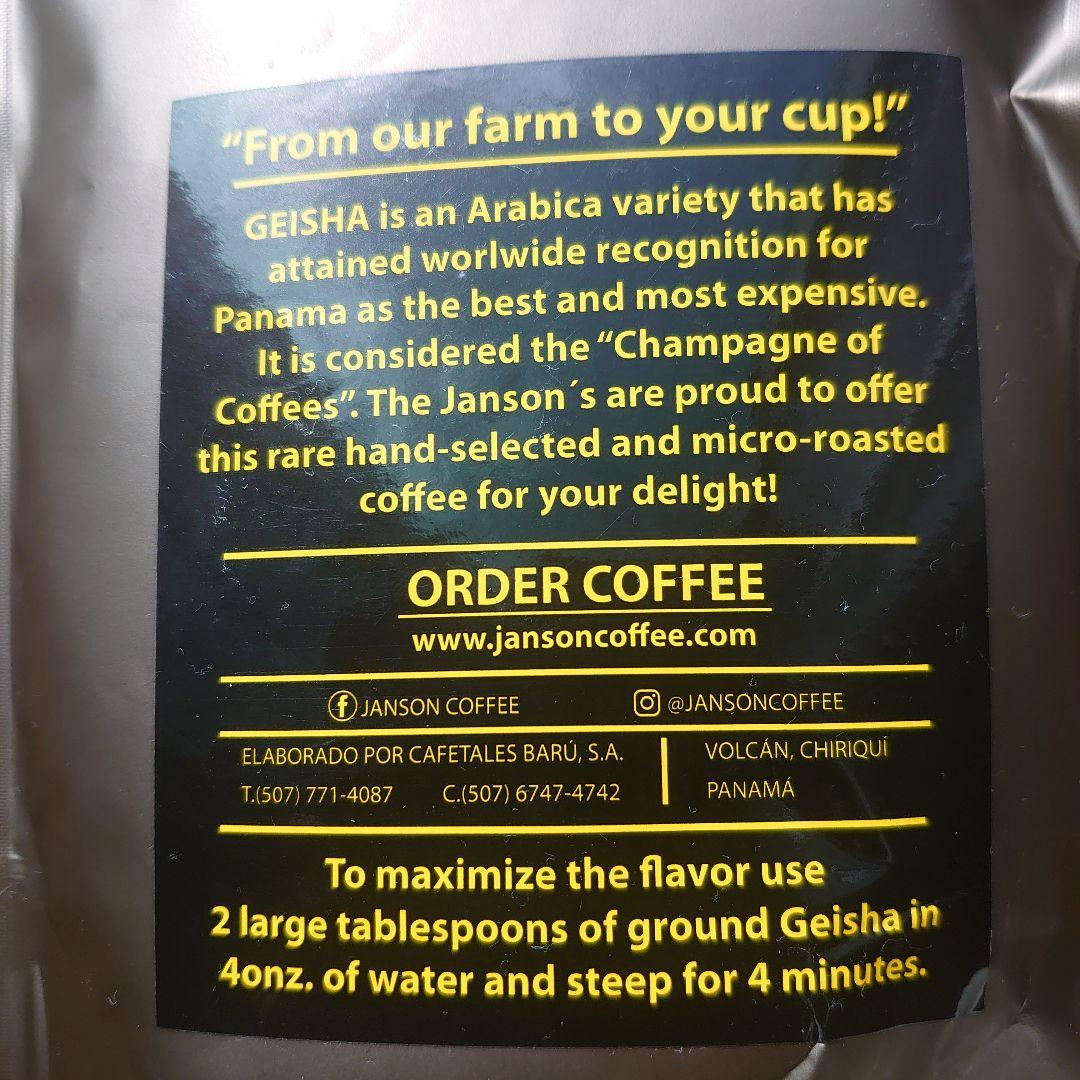 “From our farm to your cup!”
GEISHA is an Arabica variety that has
attained worlwide recognition for
Panama as the best and most expensive.
It is considered the “Champagne of
Coffees”. The Janson´s are proud to offer
this rare hand-selected and micro-roasted
coffee for your delight!
ORDER COFFEE
www.jansoncoffee.com
f JANSON COFFEE @JANSONCOFFEE
ELABORADO POR CAFETALES BARÚ, S.A. VOLCÁN, CHIRIQUÍ
T.(507) 771-4087 C.(507) 6747-4742 PANAMÁ
To maximize the flavor use
2 large tablespoons of ground Geisha in
4onz. of water and steep for 4 minutes.